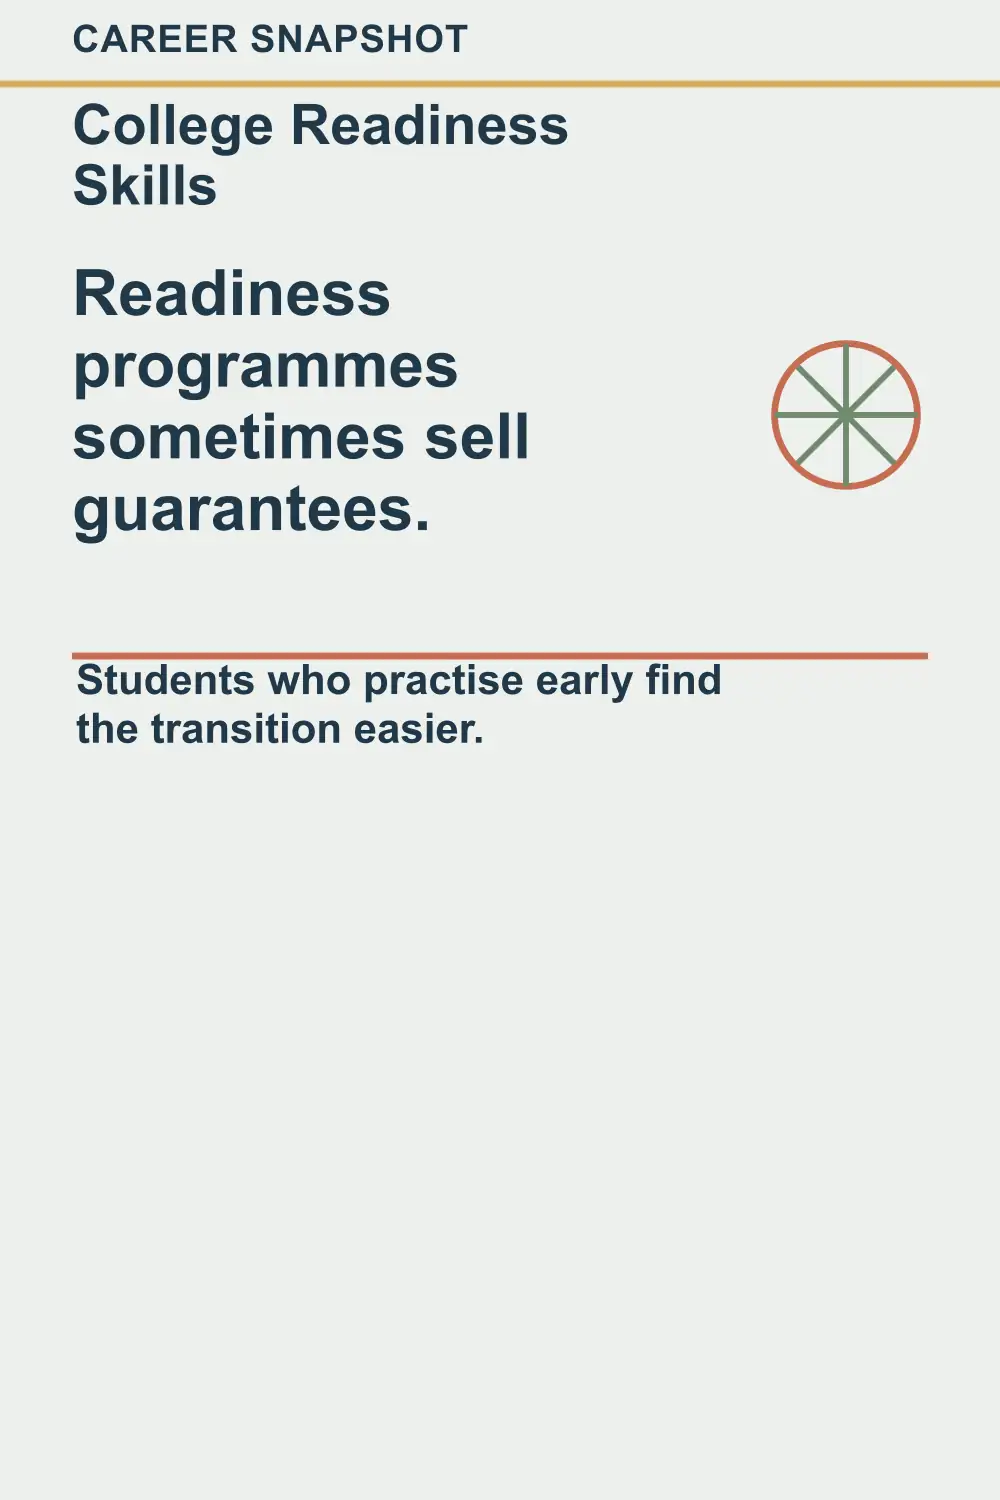 CAREER SNAPSHOT
College Readiness
Skills
Readiness
programmes
sometimes sell
guarantees.
Students who practise early find
the transition easier.